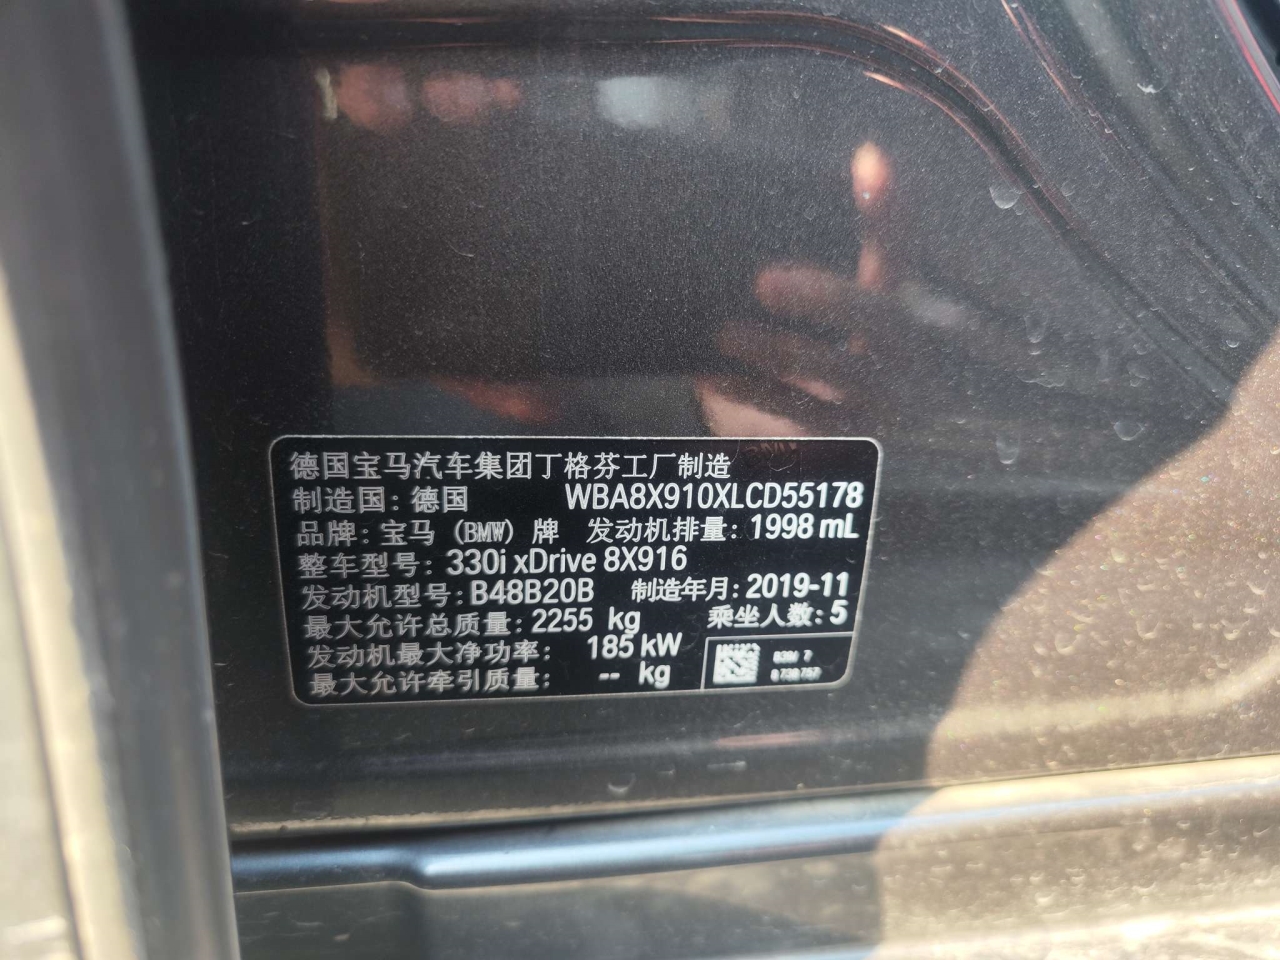 德国宝马汽车集团丁格芬工厂制造
制造国：德国 WBA8X910XLCD55178
品牌：宝马 (BMW) 牌 发动机排量：1998 mL
整车型号：330i xDrive 8X916
发动机型号：B48B20B 制造年月：2019-11
最大允许总质量：2255 kg 乘坐人数：5
发动机最大净功率： 185 kW
最大允许牵引质量： -- kg